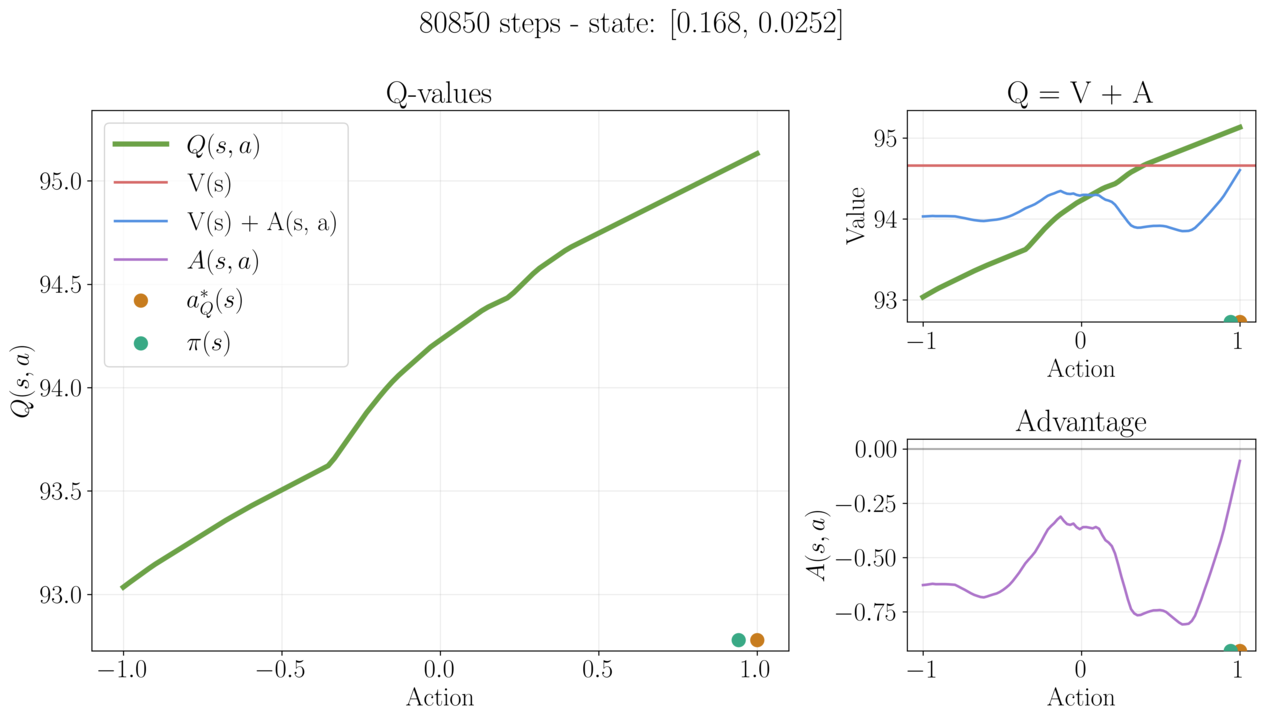 80850 steps - state: [0.168, 0.0252]
Q-values
Q(s, a)
V(s)
V(s) + A(s, a)
A(s, a)
a*Q(s)
π(s)
Q(s, a)
95.0
94.5
94.0
93.5
93.0
−1.0 −0.5 0.0 0.5 1.0
Action
Q = V + A
Value
95
94
93
−1 0 1
Action
Advantage
A(s, a)
0.00
−0.25
−0.50
−0.75
−1 0 1
Action